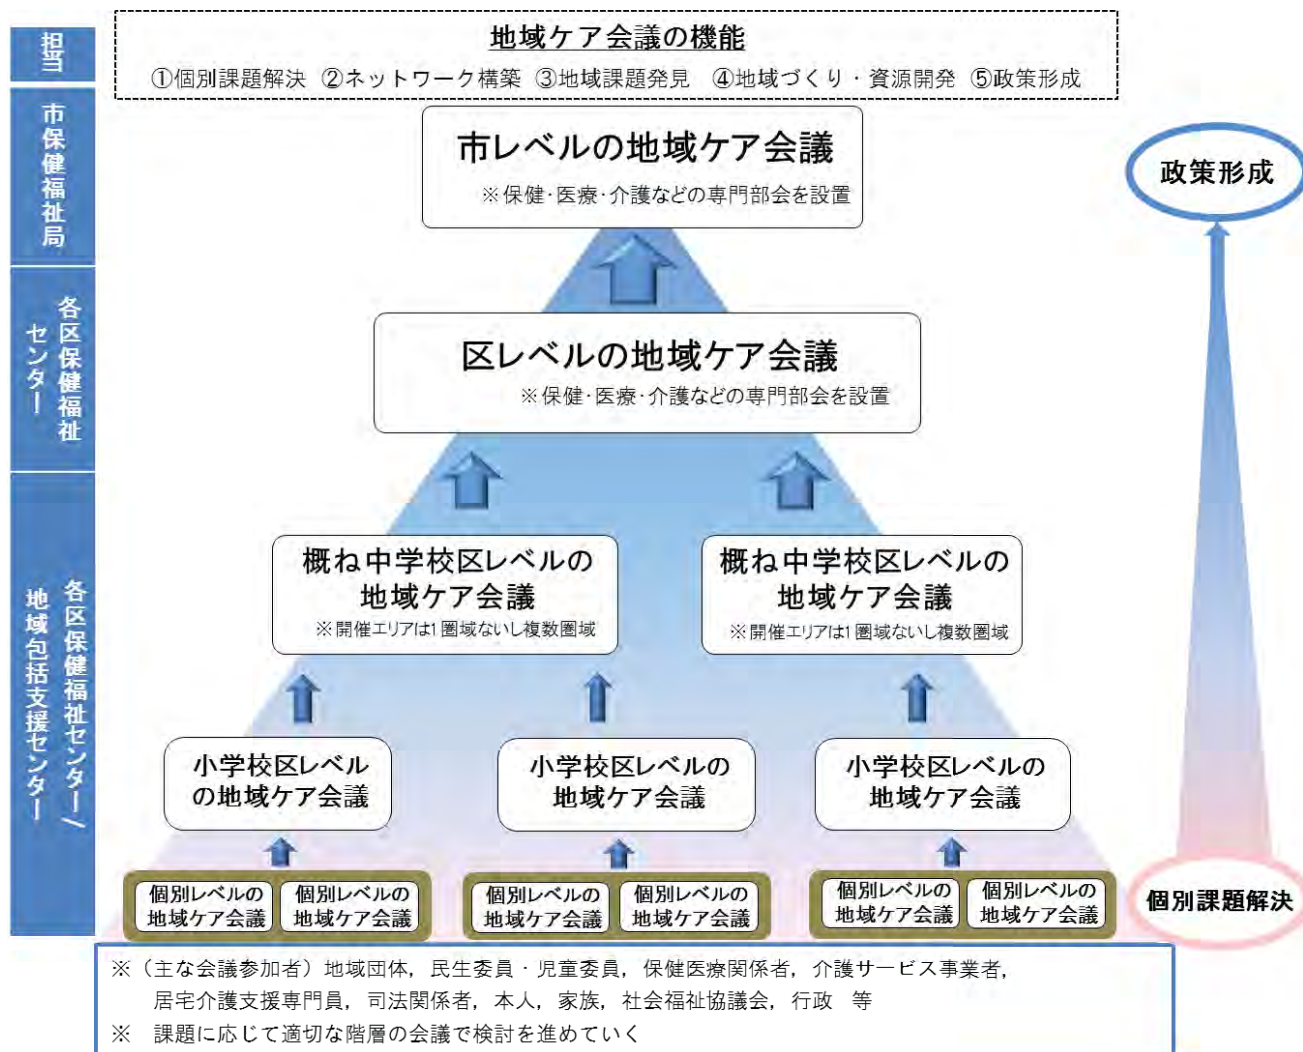 担当
地域ケア会議の機能
①個別課題解決 ②ネットワーク構築 ③地域課題発見 ④地域づくり・資源開発 ⑤政策形成
市保健福祉局
市レベルの地域ケア会議
※保健・医療・介護などの専門部会を設置
政策形成
各区保健福祉
センター
区レベルの地域ケア会議
※保健・医療・介護などの専門部会を設置
各区保健福祉センター/
地域包括支援センター
概ね中学校区レベルの
地域ケア会議
※開催エリアは1圏域ないし複数圏域
概ね中学校区レベルの
地域ケア会議
※開催エリアは1圏域ないし複数圏域
小学校区レベル
の地域ケア会議
小学校区レベルの
地域ケア会議
小学校区レベルの
地域ケア会議
個別レベルの
地域ケア会議
個別レベルの
地域ケア会議
個別レベルの
地域ケア会議
個別レベルの
地域ケア会議
個別レベルの
地域ケア会議
個別レベルの
地域ケア会議
個別課題解決
※（主な会議参加者）地域団体，民生委員・児童委員，保健医療関係者，介護サービス事業者，
居宅介護支援専門員，司法関係者，本人，家族，社会福祉協議会，行政 等
※ 課題に応じて適切な階層の会議で検討を進めていく